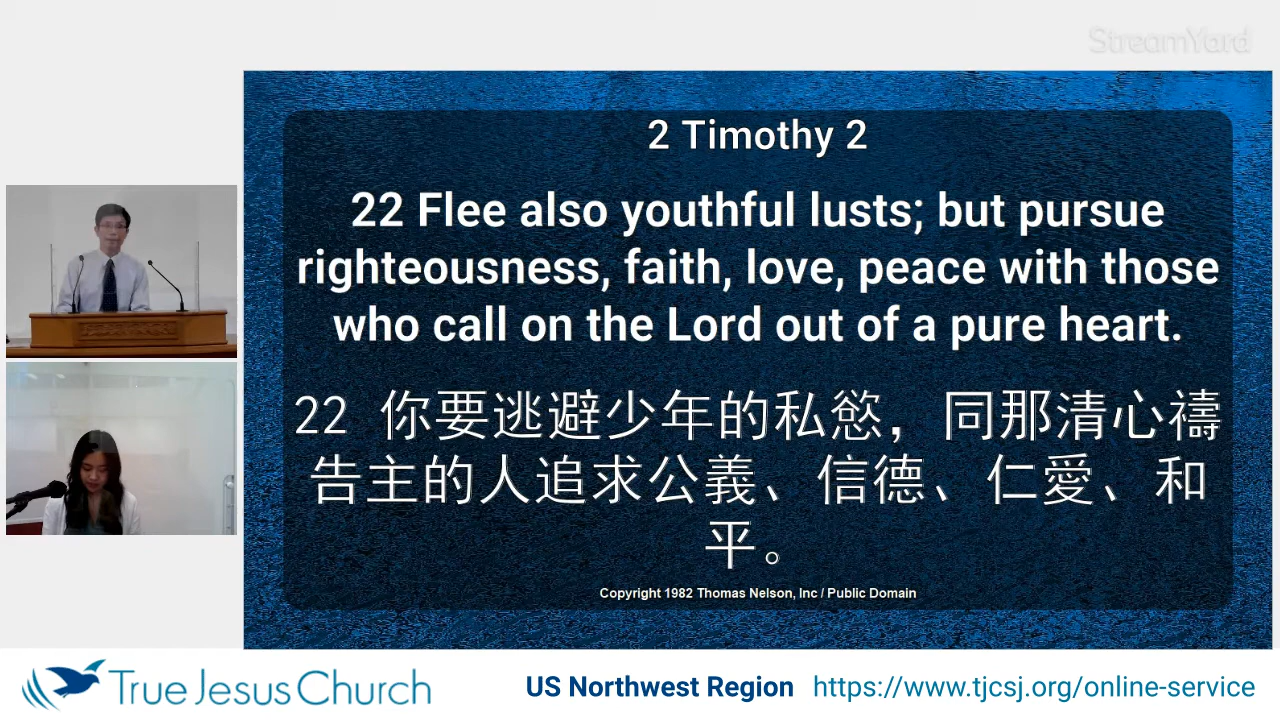 StreamYard
2 Timothy 2
22 Flee also youthful lusts; but pursue
righteousness, faith, love, peace with those
who call on the Lord out of a pure heart.
22 你要逃避少年的私慾，同那清心禱
告主的人追求公義、信德、仁愛、和
平。
Copyright 1982 Thomas Nelson, Inc / Public Domain
True Jesus Church
US Northwest Region https://www.tjcsj.org/online-service